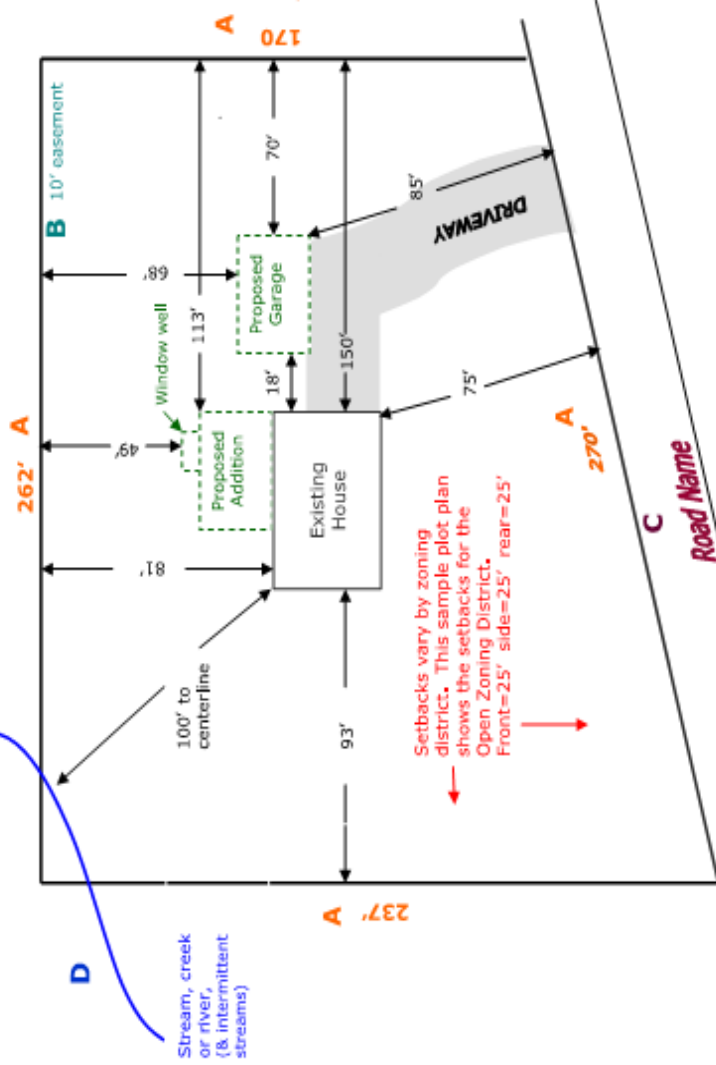 D
Stream, creek
or river,
(& intermittent
streams)
A
237'
100' to
centerline
93'
81'
262'
A
49'
Window well
Proposed
Addition
Existing
House
18'
113'
150'
68'
Proposed
Garage
70'
B
10' easement
A
170
85'
DRIVEWAY
75'
Setbacks vary by zoning
district. This sample plot plan
shows the setbacks for the
Open Zoning District.
Front=25' side=25' rear=25'
A
270'
C
Road Name